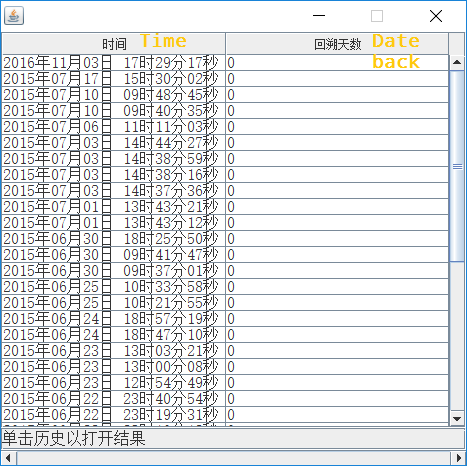 时间 Time 回溯天数 Date back
2016年11月03日 17时29分17秒 0
2015年07月17日 15时30分02秒 0
2015年07月10日 09时48分45秒 0
2015年07月10日 09时40分35秒 0
2015年07月06日 11时11分03秒 0
2015年07月03日 14时44分27秒 0
2015年07月03日 14时38分59秒 0
2015年07月03日 14时38分16秒 0
2015年07月03日 14时37分36秒 0
2015年07月01日 13时43分21秒 0
2015年07月01日 13时43分12秒 0
2015年06月30日 18时25分50秒 0
2015年06月30日 09时41分47秒 0
2015年06月30日 09时37分01秒 0
2015年06月25日 10时33分58秒 0
2015年06月25日 10时21分55秒 0
2015年06月24日 18时57分19秒 0
2015年06月24日 18时47分10秒 0
2015年06月23日 13时03分21秒 0
2015年06月23日 13时00分08秒 0
2015年06月23日 12时54分49秒 0
2015年06月22日 23时40分54秒 0
2015年06月22日 23时19分31秒 0
单击历史以打开结果